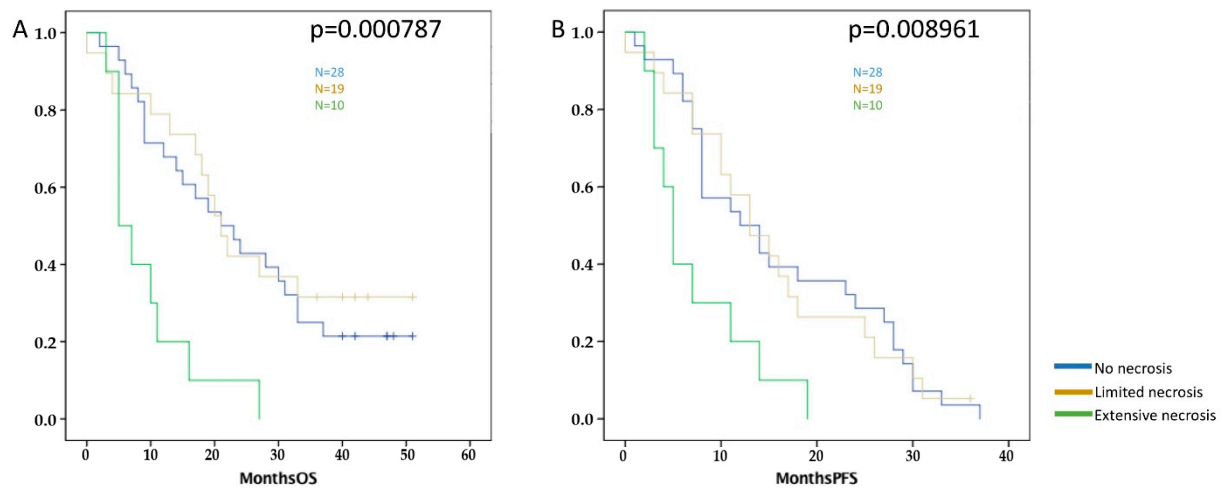 A
p=0.000787
N=28
N=19
N=10
1.0
0.8
0.6
0.4
0.2
0.0
0 10 20 30 40 50 60
MonthsOS
B
p=0.008961
N=28
N=19
N=10
1.0
0.8
0.6
0.4
0.2
0.0
0 10 20 30 40
MonthsPFS
No necrosis
Limited necrosis
Extensive necrosis